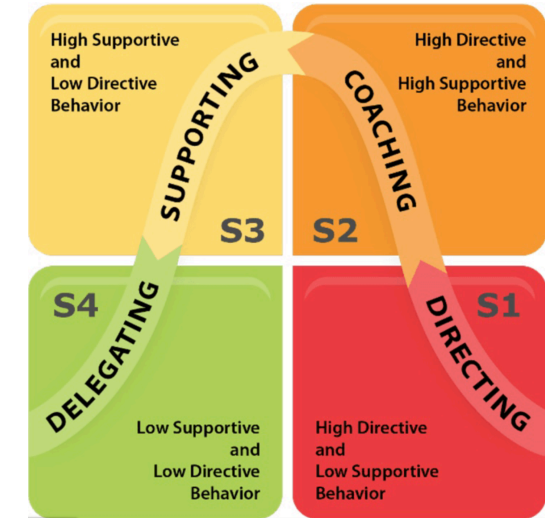 High Supportive
and
Low Directive
Behavior
SUPPORTING
S3
High Directive
and
High Supportive
Behavior
COACHING
S2
S4
DELEGATING
Low Supportive
and
Low Directive
Behavior
S1
DIRECTING
High Directive
and
Low Supportive
Behavior